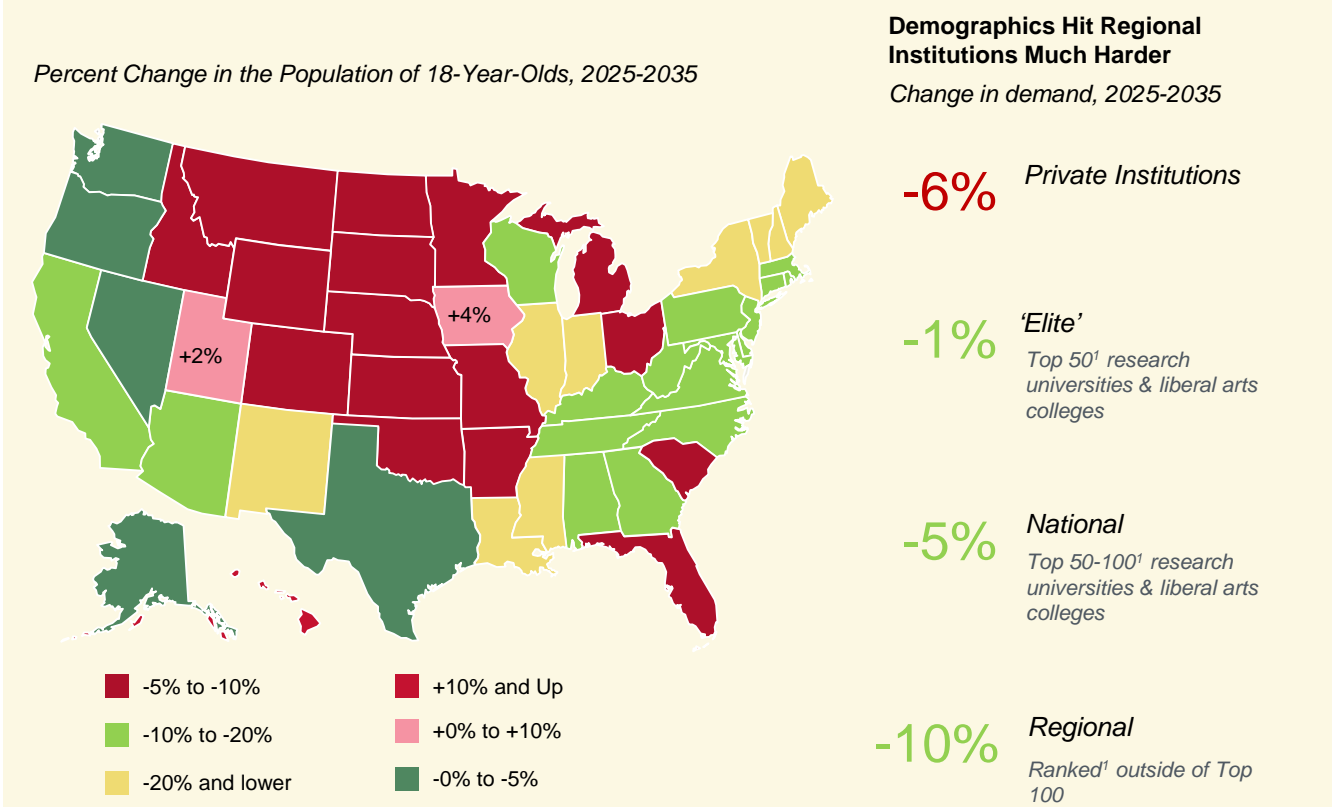 Percent Change in the Population of 18-Year-Olds, 2025-2035
+4%
+2%
-5% to -10%
+10% and Up
-10% to -20%
+0% to +10%
-20% and lower
-0% to -5%
Demographics Hit Regional
Institutions Much Harder
Change in demand, 2025-2035
-6%
Private Institutions
-1%
‘Elite’
Top 50¹ research
universities & liberal arts
colleges
-5%
National
Top 50-100¹ research
universities & liberal arts
colleges
-10%
Regional
Ranked¹ outside of Top
100